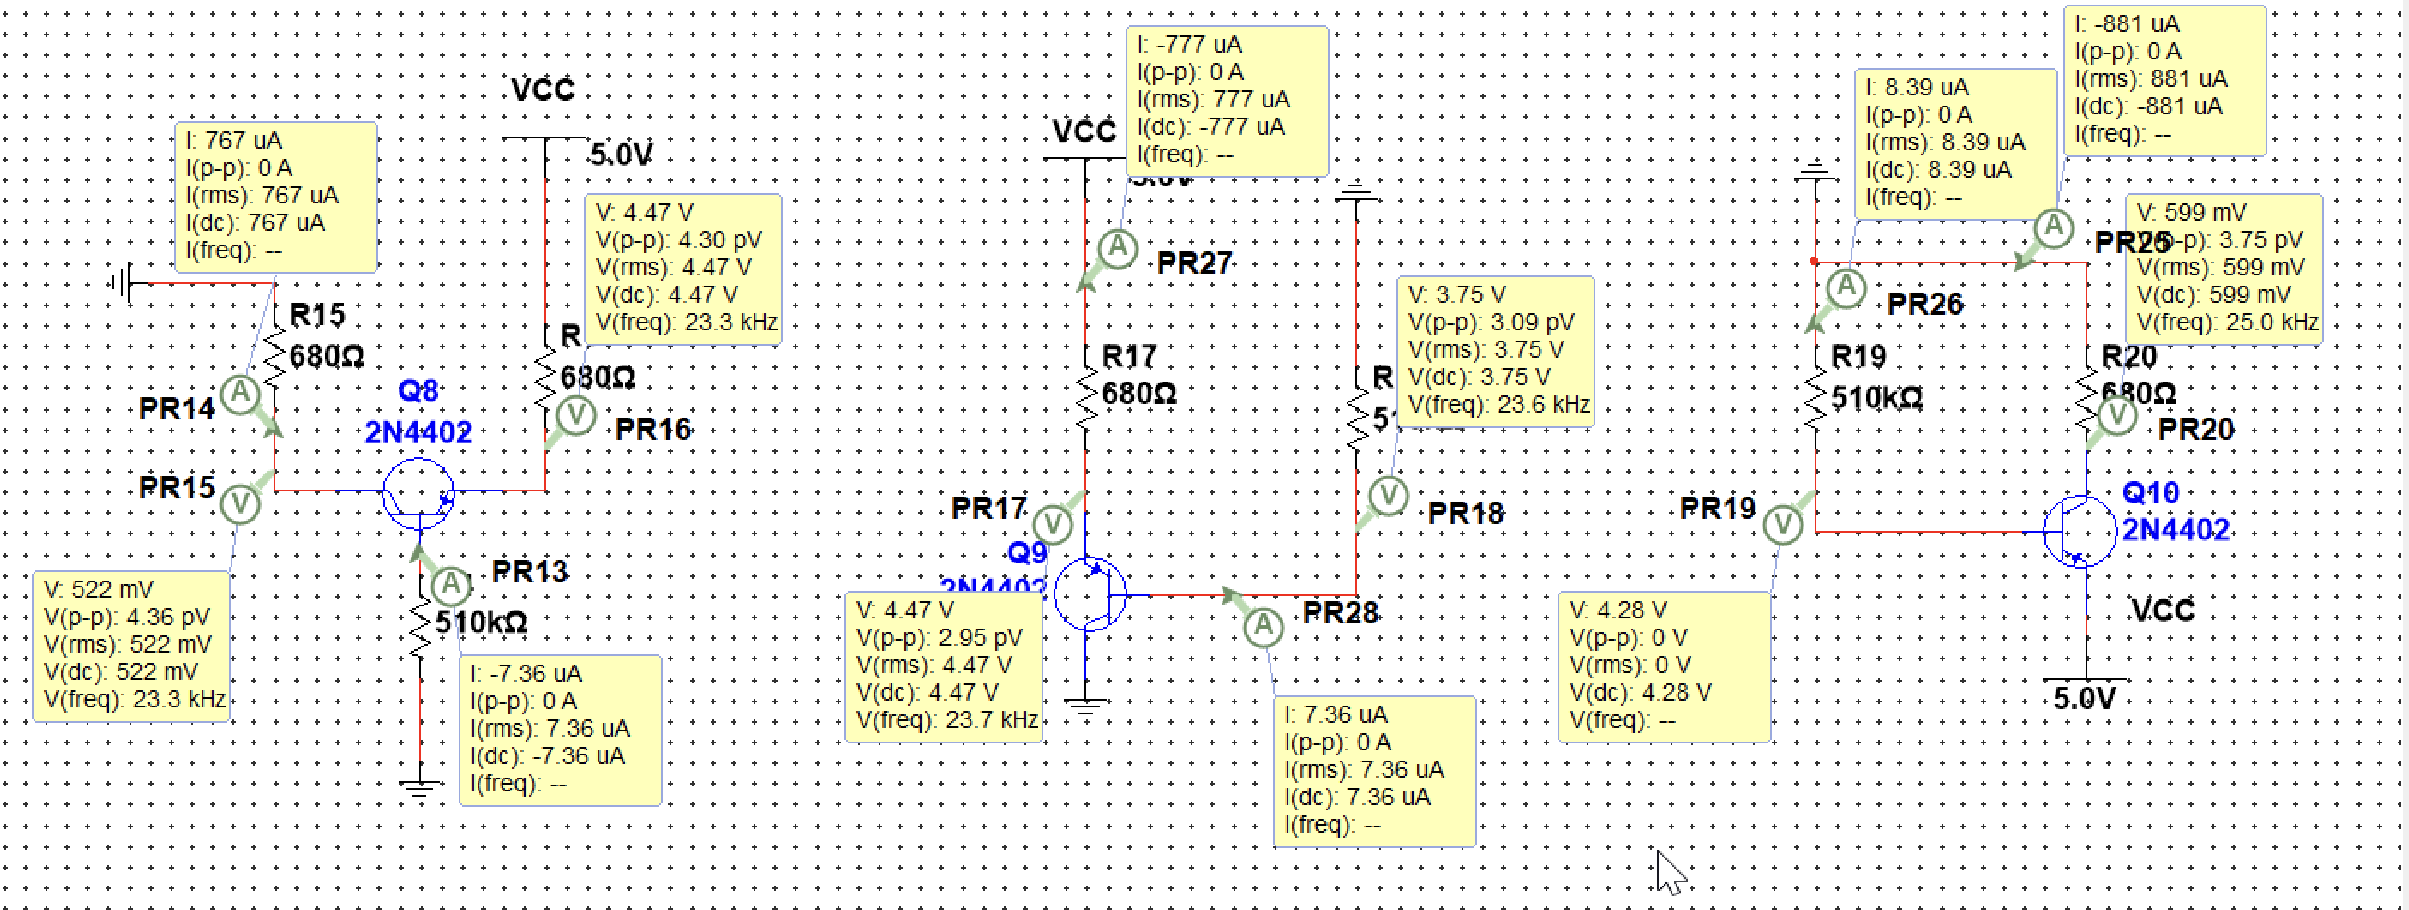 I: 767 uA
I(p-p): 0 A
I(rms): 767 uA
I(dc): 767 uA
I(freq): --
VCC
5.0V
V: 4.47 V
V(p-p): 4.30 pV
V(rms): 4.47 V
V(dc): 4.47 V
V(freq): 23.3 kHz
R15
680Ω
R
680Ω
Q8
2N4402
PR14
PR16
PR15
PR13
510kΩ
V: 522 mV
V(p-p): 4.36 pV
V(rms): 522 mV
V(dc): 522 mV
V(freq): 23.3 kHz
I: -7.36 uA
I(p-p): 0 A
I(rms): 7.36 uA
I(dc): -7.36 uA
I(freq): --
I: -777 uA
I(p-p): 0 A
I(rms): 777 uA
I(dc): -777 uA
I(freq): --
VCC
PR27
V: 3.75 V
V(p-p): 3.09 pV
V(rms): 3.75 V
V(dc): 3.75 V
V(freq): 23.6 kHz
R17
680Ω
R
PR17
PR18
Q9
2N4402
PR28
V: 4.47 V
V(p-p): 2.95 pV
V(rms): 4.47 V
V(dc): 4.47 V
V(freq): 23.7 kHz
I: 7.36 uA
I(p-p): 0 A
I(rms): 7.36 uA
I(dc): 7.36 uA
I(freq): --
I: -881 uA
I(p-p): 0 A
I(rms): 881 uA
I(dc): -881 uA
I(freq): --
I: 8.39 uA
I(p-p): 0 A
I(rms): 8.39 uA
I(dc): 8.39 uA
I(freq): --
V: 599 mV
PR25
-p): 3.75 pV
V(rms): 599 mV
V(dc): 599 mV
V(freq): 25.0 kHz
PR26
R19
510kΩ
R20
680Ω
PR20
PR19
Q10
2N4402
V: 4.28 V
V(p-p): 0 V
V(rms): 0 V
V(dc): 4.28 V
V(freq): --
VCC
5.0V
A
A
V
V
A
V
V
A
A
A
V
V